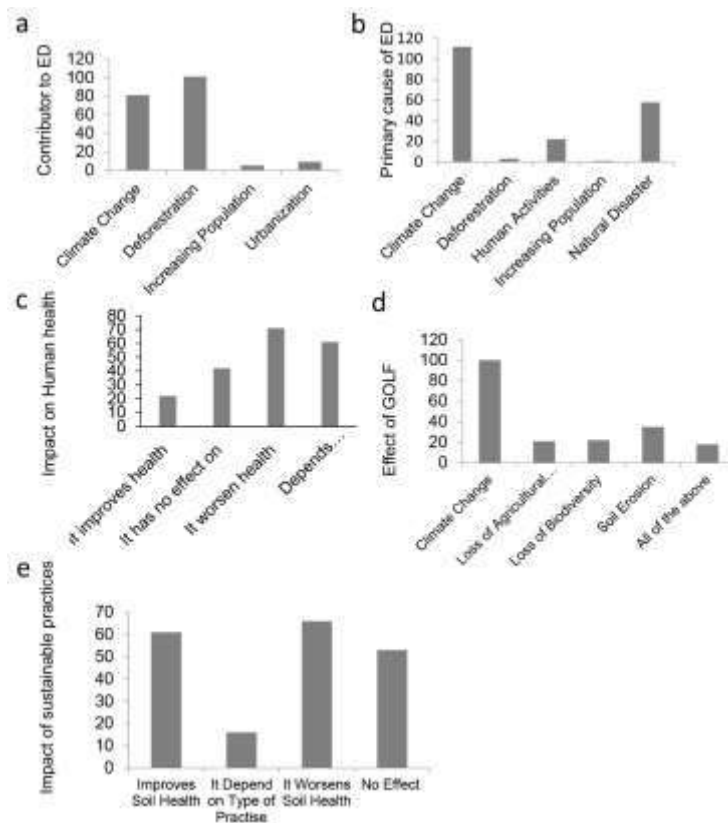 a
Contributor to ED
120
100
80
60
40
20
0
Climate Change
Deforestration
Increasing Population
Urbanization
b
Primary cause of ED
120
100
80
60
40
20
0
Climate Change
Deforestration
Human Activities
Increasing Population
Natural Disaster
c
Impact on Human health
80
70
60
50
40
30
20
10
0
It improves health
It has no effect on
It worsen health
Depends...
d
Effect of GOLF
120
100
80
60
40
20
0
Climate Change
Loss of Agricultural...
Loss of Biodiversity
Soil Erosion
All of the above
e
Impact of sustainable practices
70
60
50
40
30
20
10
0
Improves
Soil Health
It Depend
on Type of
Practise
It Worsens
Soil Health
No Effect